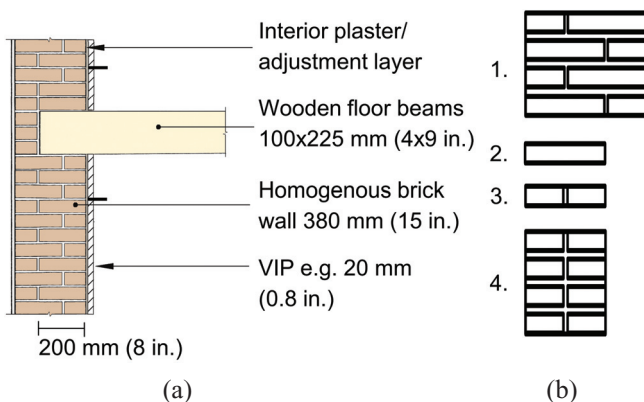 Interior plaster/
adjustment layer
Wooden floor beams
100x225 mm (4x9 in.)
Homogenous brick
wall 380 mm (15 in.)
VIP e.g. 20 mm
(0.8 in.)
200 mm (8 in.)
(a)
1.
2.
3.
4.
(b)